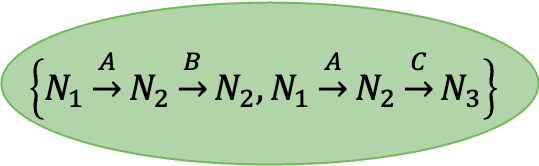 {N₁ →ᴬ N₂ →ᴮ N₂, N₁ →ᴬ N₂ →ᶜ N₃}